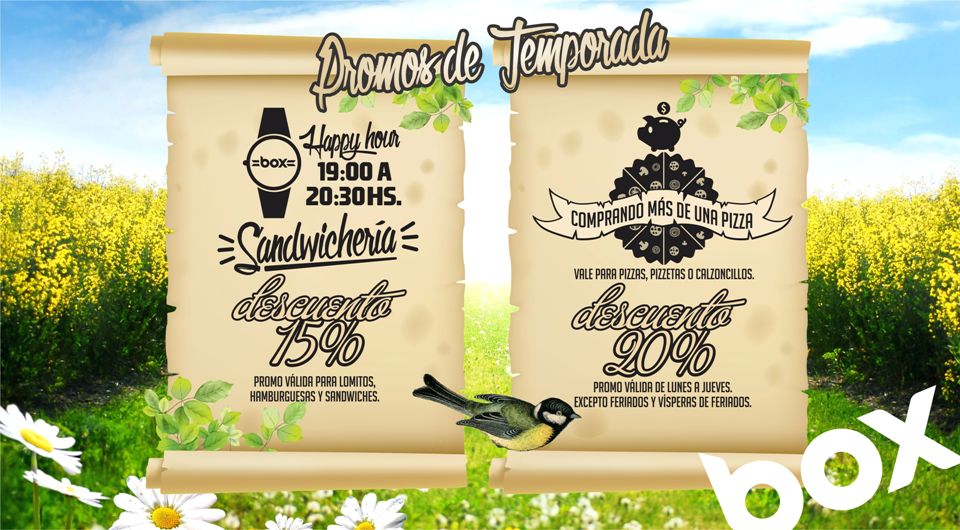 Promos de Temporada
=box=
Happy hour
19:00 A
20:30HS.
Sandwichería
descuento
15%
PROMO VÁLIDA PARA LOMITOS,
HAMBURGUESAS Y SANDWICHES.
$
COMPRANDO MÁS DE UNA PIZZA
VALE PARA PIZZAS, PIZZETAS O CALZONCILLOS.
descuento
20%
PROMO VÁLIDA DE LUNES A JUEVES.
EXCEPTO FERIADOS Y VÍSPERAS DE FERIADOS.
box